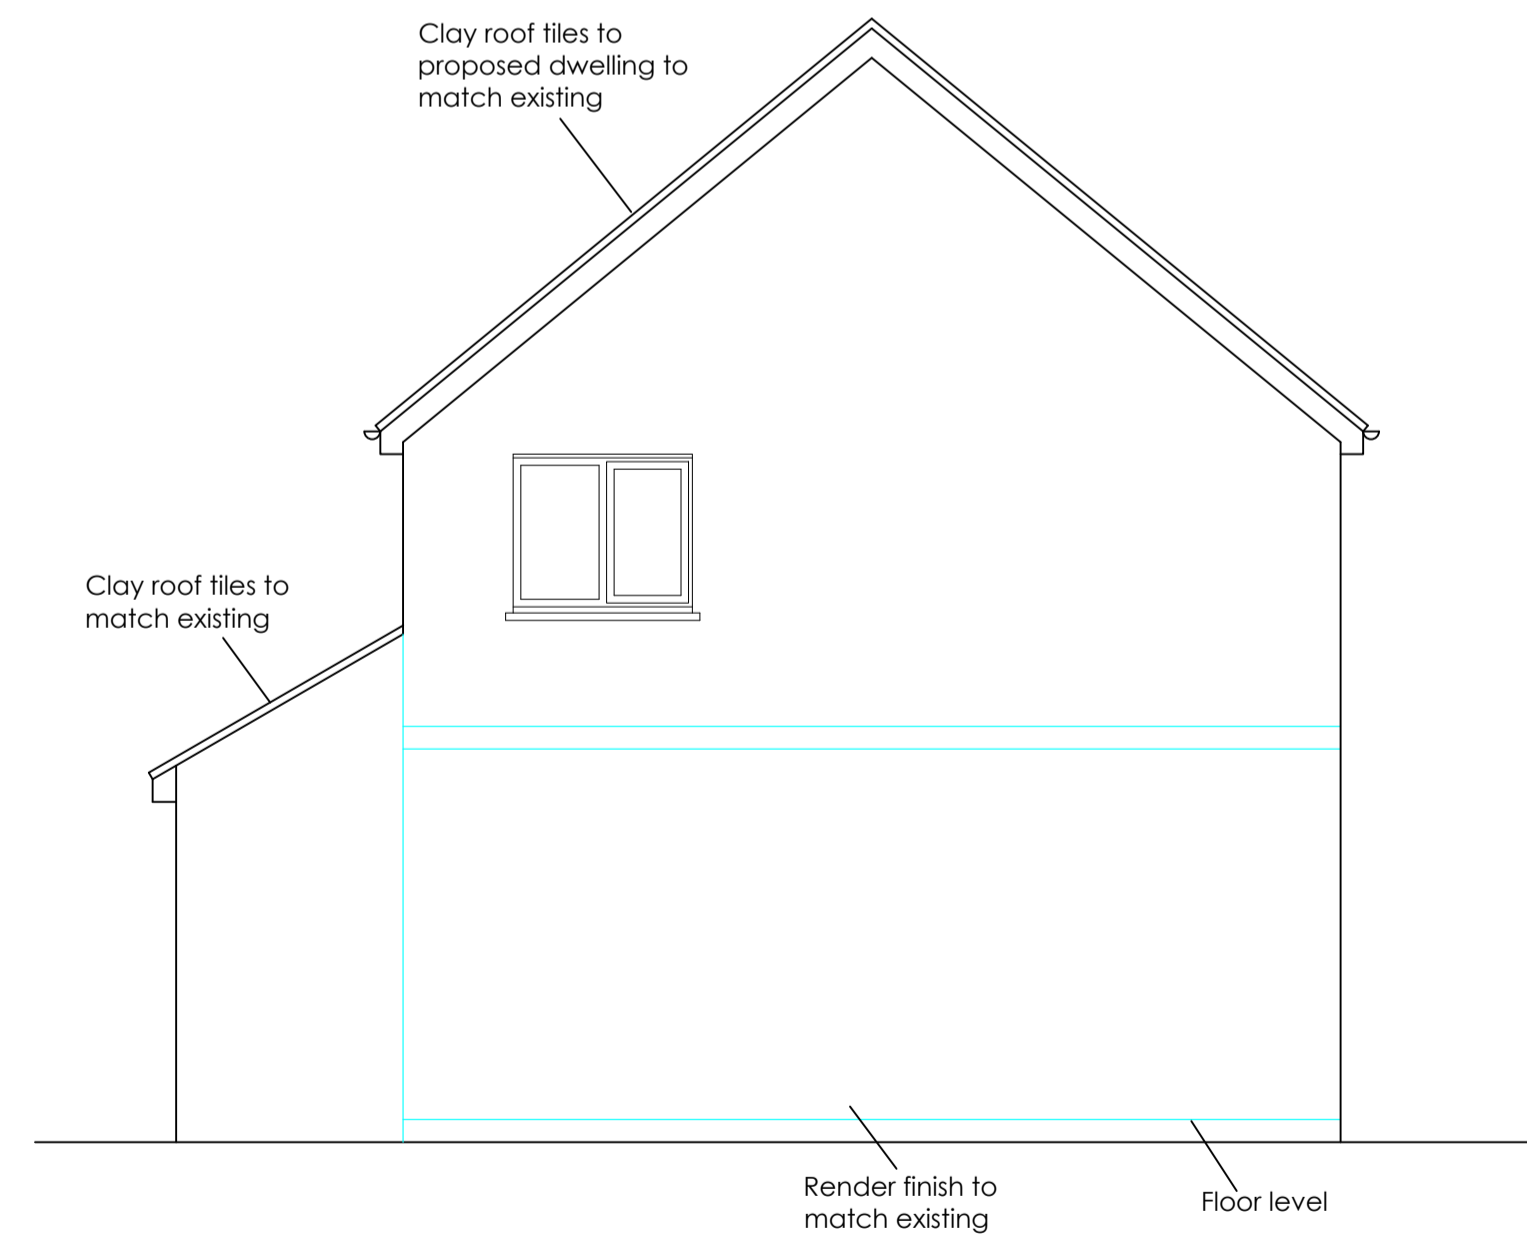 Clay roof tiles to
proposed dwelling to
match existing
Clay roof tiles to
match existing
Render finish to
match existing
Floor level